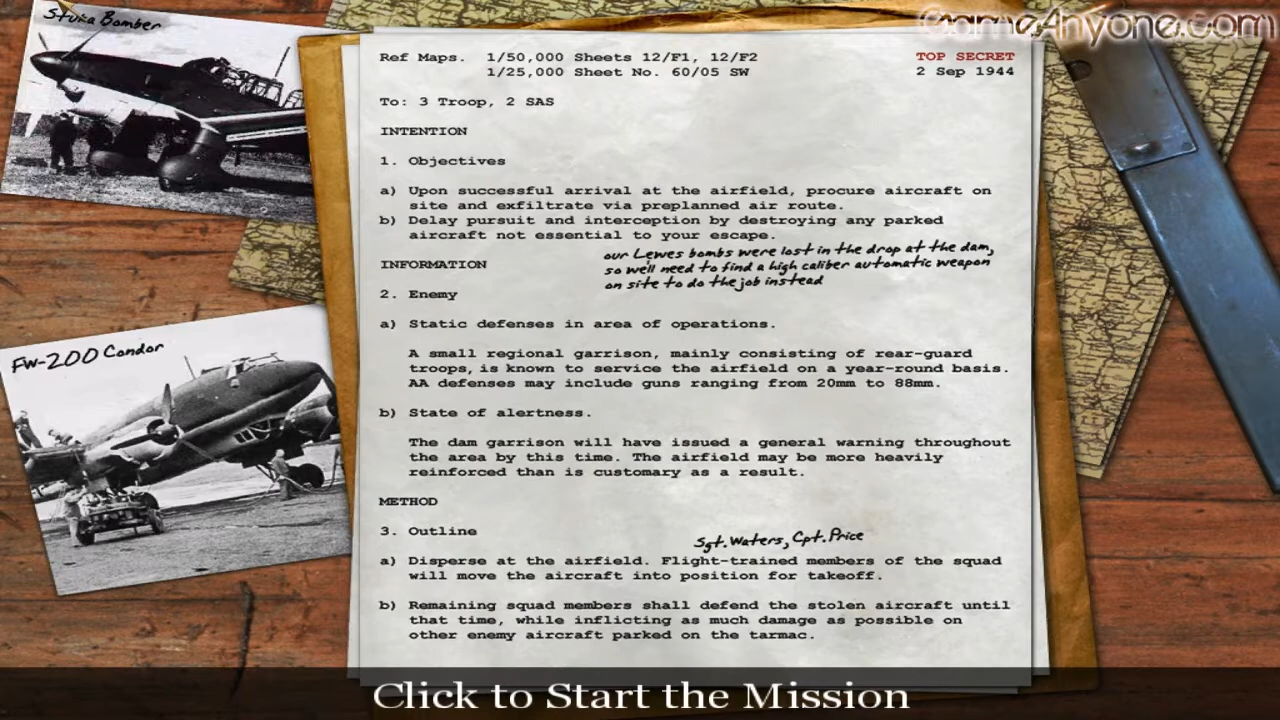 Stuka Bomber
GameAnyone.com
Ref Maps. 1/50,000 Sheets 12/F1, 12/F2
1/25,000 Sheet No. 60/05 SW
TOP SECRET
2 Sep 1944
To: 3 Troop, 2 SAS
INTENTION
1. Objectives
a) Upon successful arrival at the airfield, procure aircraft on
site and exfiltrate via preplanned air route.
b) Delay pursuit and interception by destroying any parked
aircraft not essential to your escape.
our Lewes bombs were lost in the drop at the dam,
so we'll need to find a high caliber automatic weapon
on site to do the job instead
INFORMATION
2. Enemy
a) Static defenses in area of operations.
A small regional garrison, mainly consisting of rear-guard
troops, is known to service the airfield on a year-round basis.
AA defenses may include guns ranging from 20mm to 88mm.
FW-200 Condor
b) State of alertness.
The dam garrison will have issued a general warning throughout
the area by this time. The airfield may be more heavily
reinforced than is customary as a result.
METHOD
3. Outline
Sgt. Waters, Cpt. Price
a) Disperse at the airfield. Flight-trained members of the squad
will move the aircraft into position for takeoff.
b) Remaining squad members shall defend the stolen aircraft until
that time, while inflicting as much damage as possible on
other enemy aircraft parked on the tarmac.
Click to Start the Mission